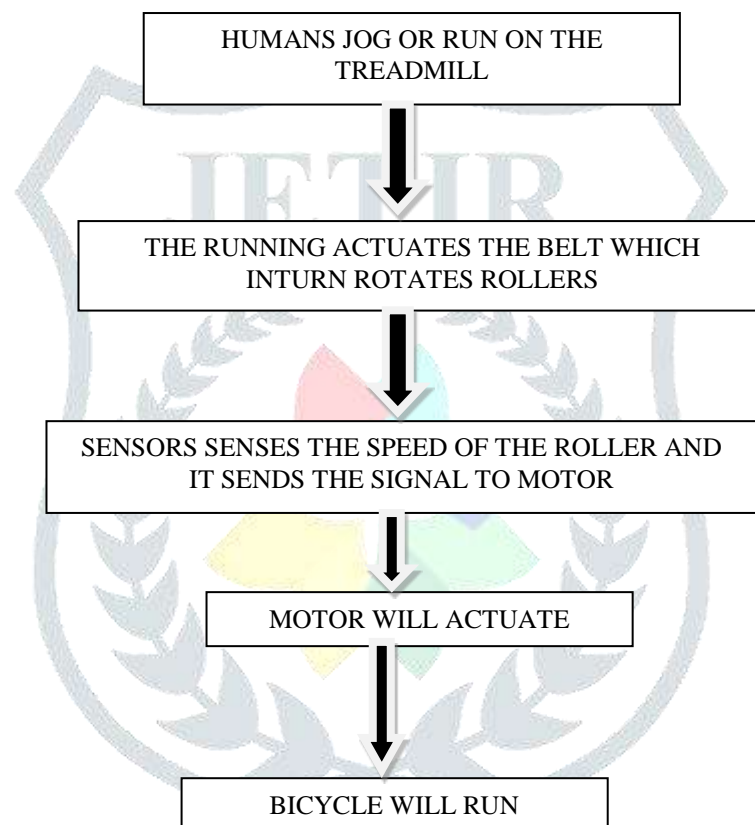 JETIR
HUMANS JOG OR RUN ON THE
TREADMILL
THE RUNNING ACTUATES THE BELT WHICH
INTURN ROTATES ROLLERS
SENSORS SENSES THE SPEED OF THE ROLLER AND
IT SENDS THE SIGNAL TO MOTOR
MOTOR WILL ACTUATE
BICYCLE WILL RUN